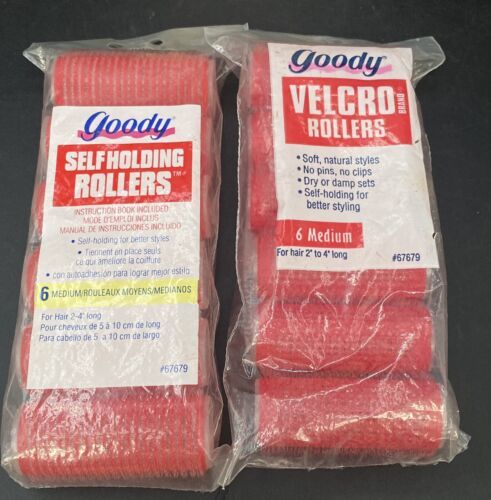 goody
SELF HOLDING
ROLLERS™
INSTRUCTION BOOK INCLUDED
MODE D'EMPLOI INCLUS
MANUAL DE INSTRUCCIONES INCLUIDO
• Self-holding for better styles
• Tiennent en place seuls
ce qui améliore la coiffure
• con autoadhesión para lograr mejor estilo
6 MEDIUM/ROULEAUX MOYENS/MEDIANOS
For Hair 2-4" long
Pour cheveux de 5 à 10 cm de long
Para cabello de 5 a 10 cm de largo
#67679
goody
VELCRO BRAND
ROLLERS
• Soft, natural styles
• No pins, no clips
• Dry or damp sets
• Self-holding for
better styling
6 Medium
For hair 2" to 4" long
#67679